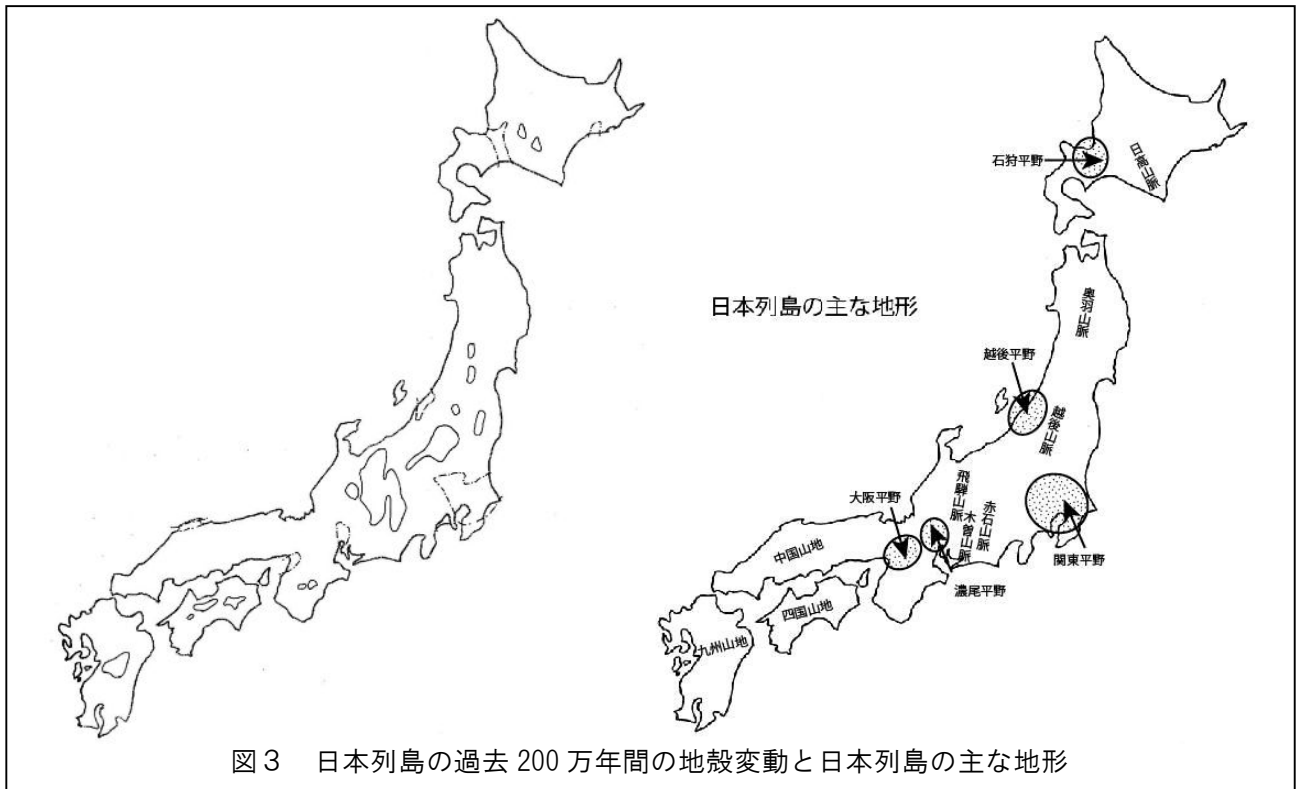 石狩平野
日高山脈
日本列島の主な地形
奥羽山脈
越後平野
越後山脈
大阪平野
飛騨山脈
木曽山脈
赤石山脈
中国山地
関東平野
四国山地
濃尾平野
九州山地
図３　日本列島の過去 200 万年間の地殻変動と日本列島の主な地形